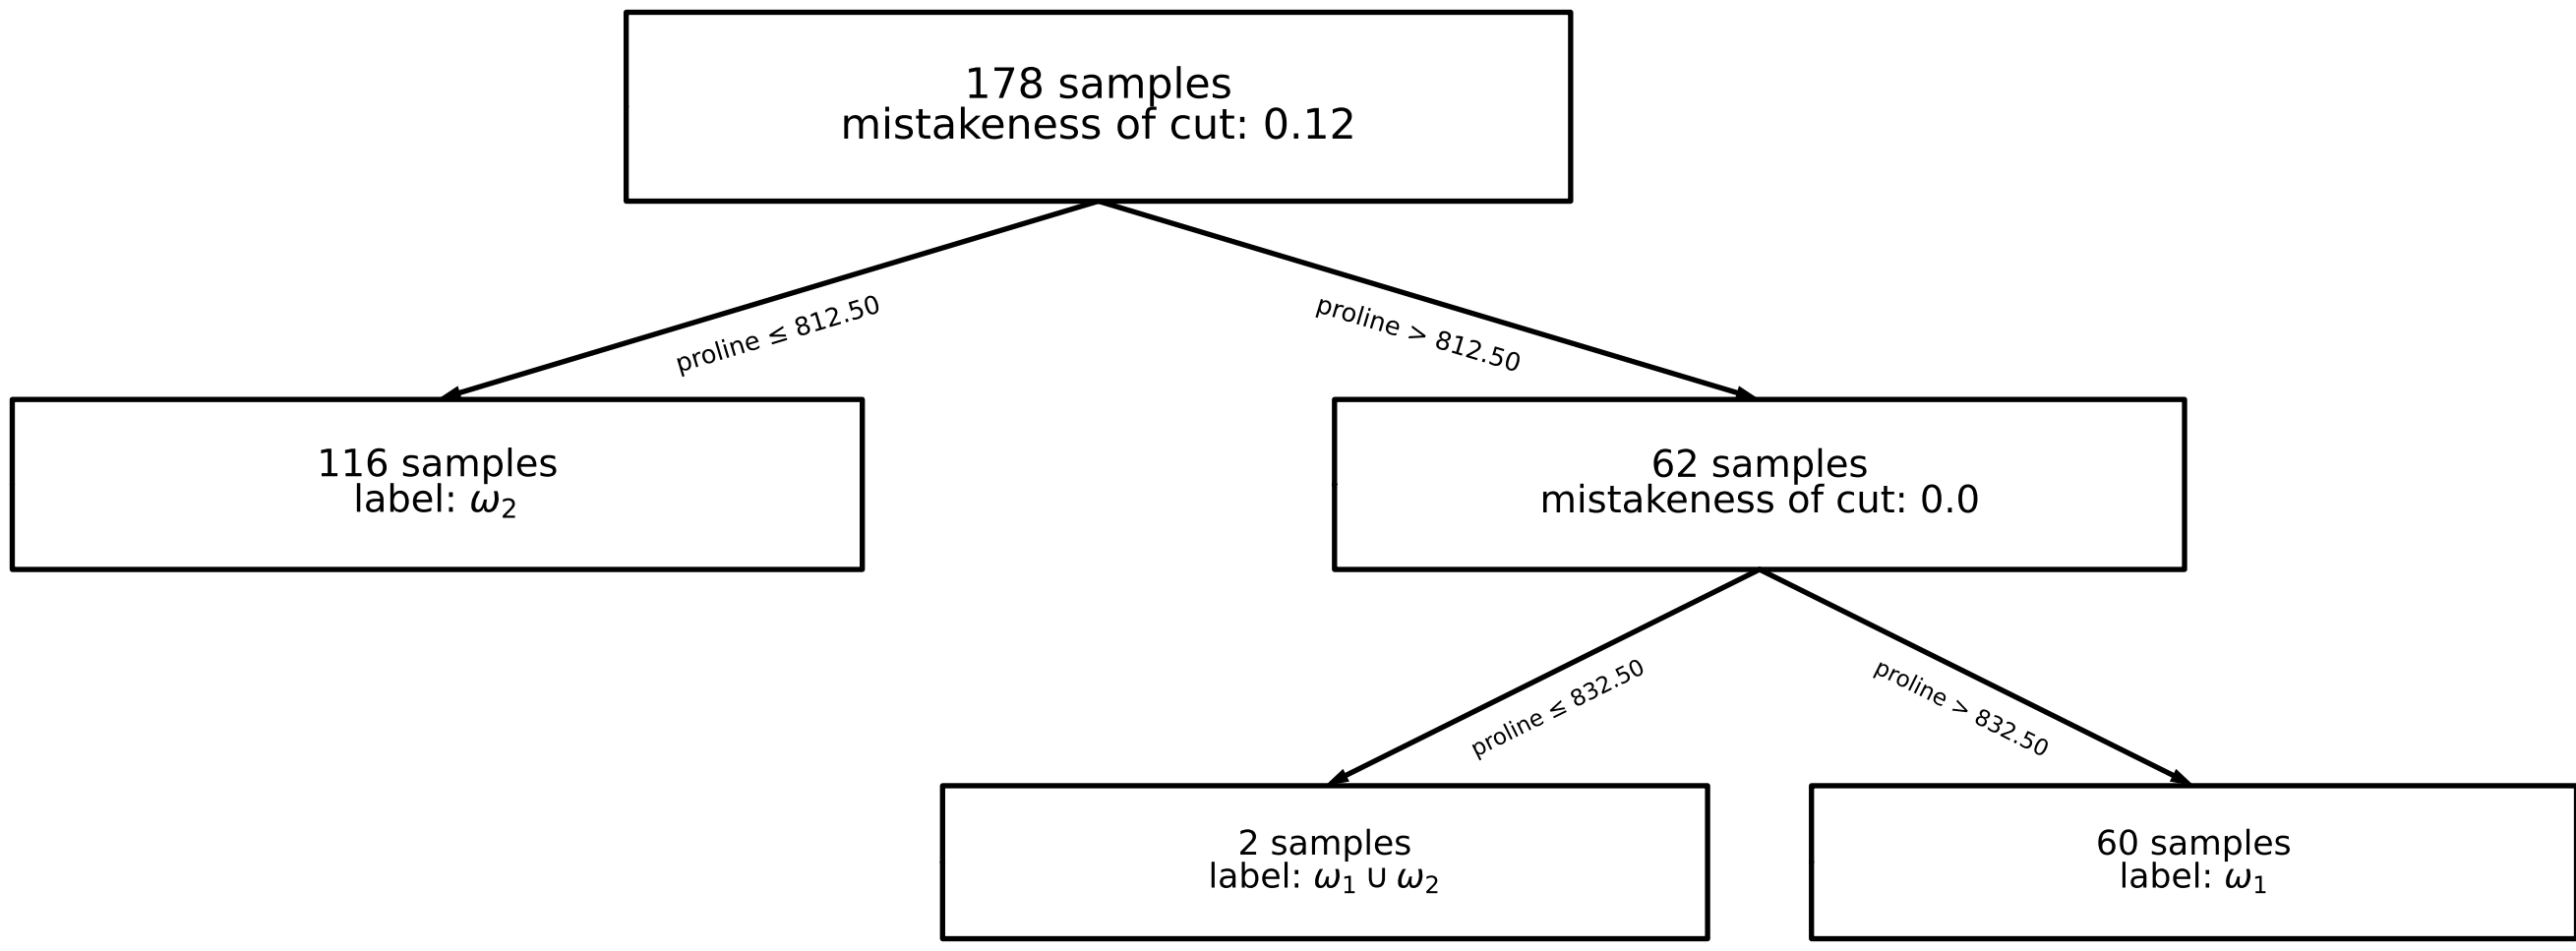 178 samples
mistakeness of cut: 0.12
proline ≤ 812.50
proline > 812.50
116 samples
label: ω₂
62 samples
mistakeness of cut: 0.0
proline ≤ 832.50
proline > 832.50
2 samples
label: ω₁ ∪ ω₂
60 samples
label: ω₁